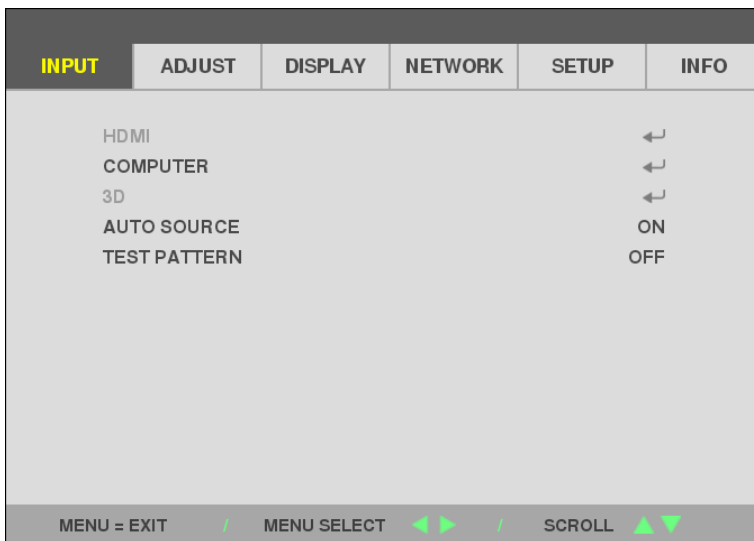 INPUT ADJUST DISPLAY NETWORK SETUP INFO
HDMI
COMPUTER
3D
AUTO SOURCE ON
TEST PATTERN OFF
MENU = EXIT / MENU SELECT ◀ ▶ / SCROLL ▲ ▼